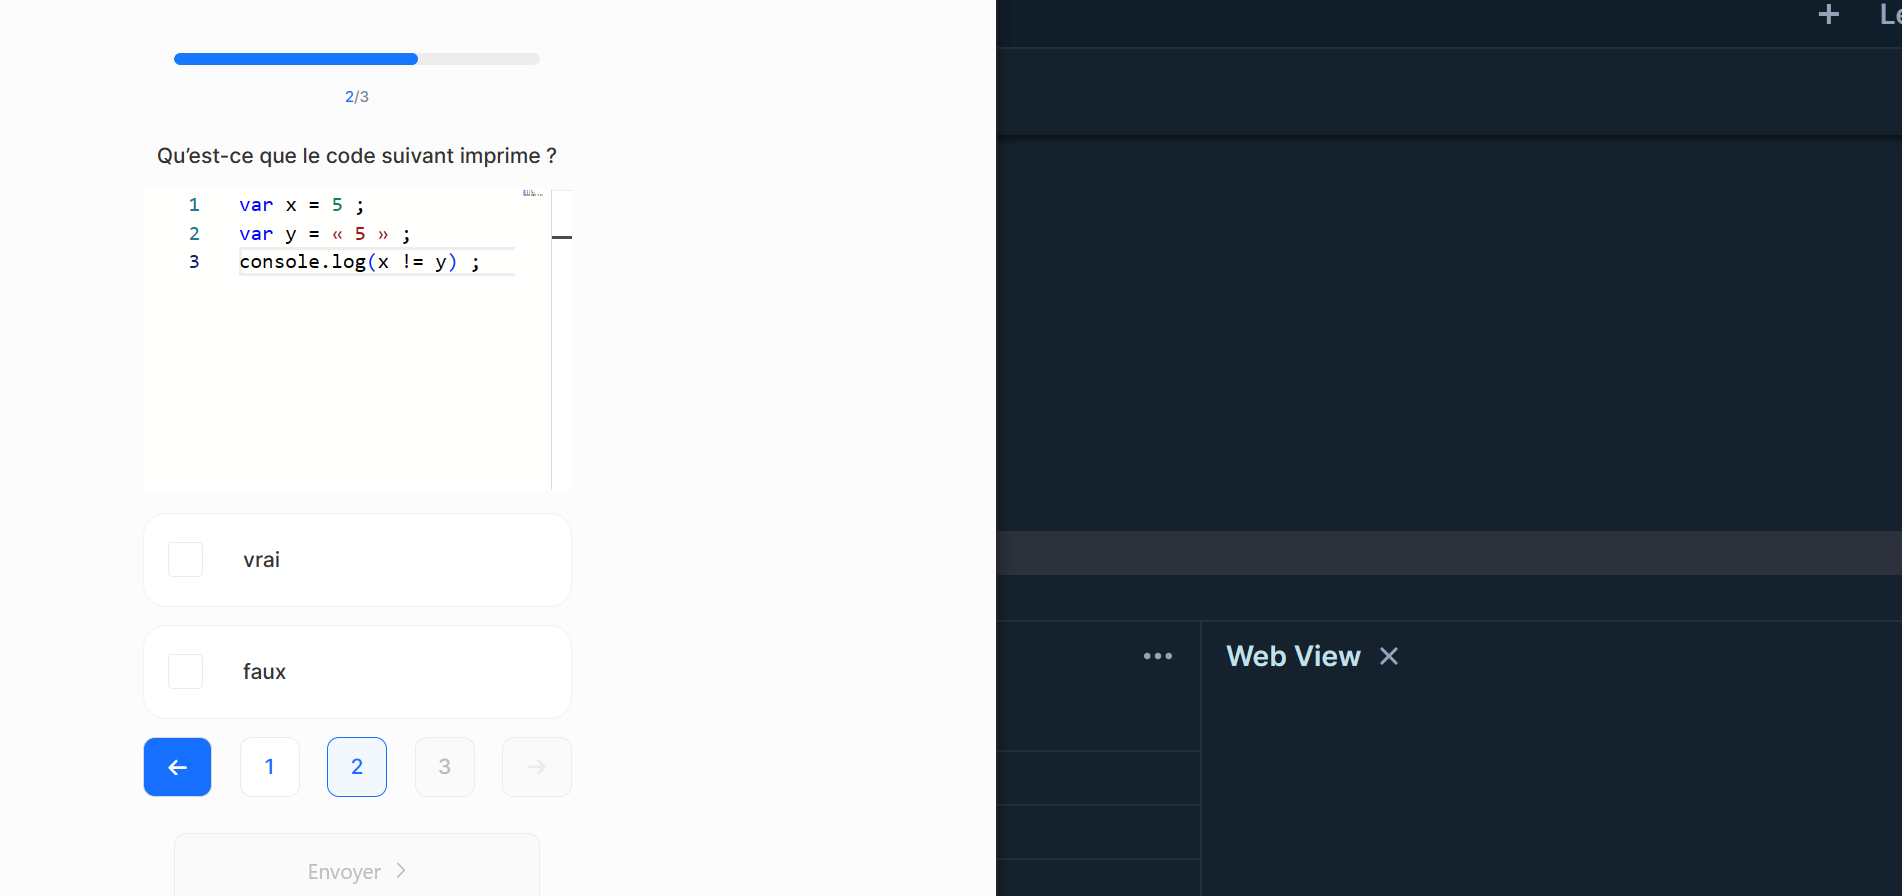 2/3
Qu’est-ce que le code suivant imprime ?
1 var x = 5 ;
2 var y = « 5 » ;
3 console.log(x != y) ;
vrai
faux
1 2 3
Envoyer
Web View